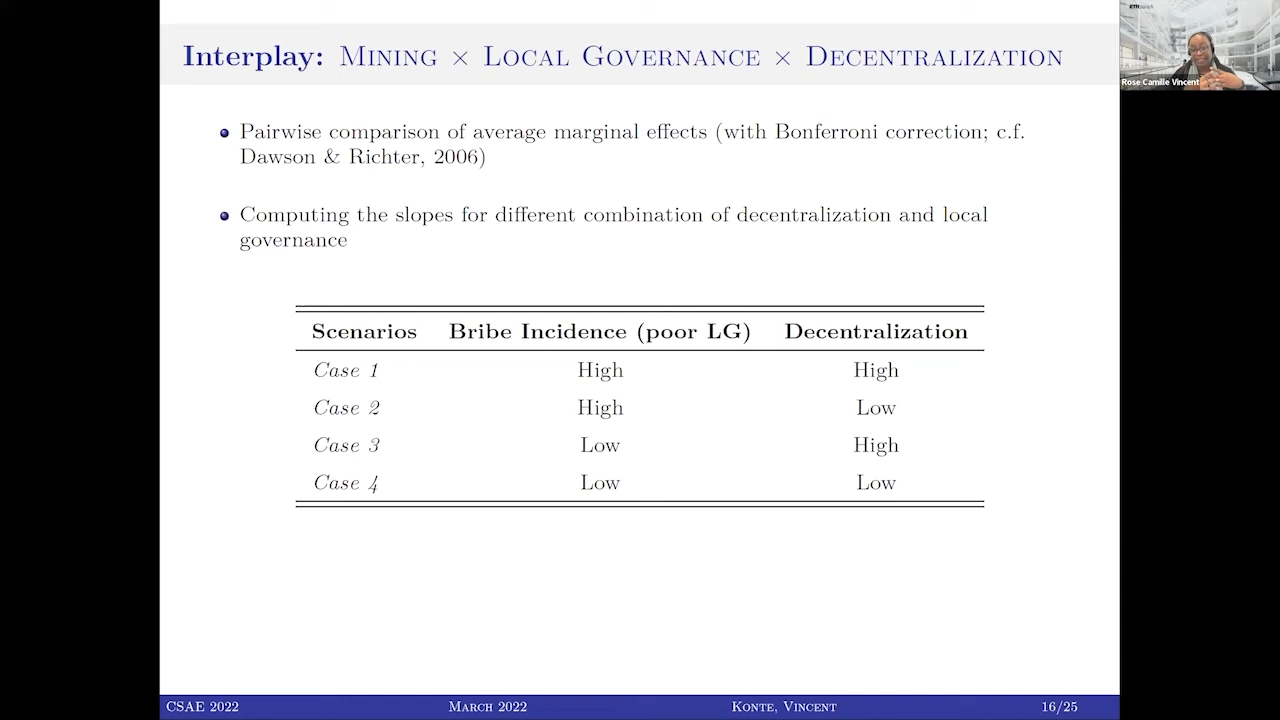 Interplay: Mining × Local Governance × Decentralization
Pairwise comparison of average marginal effects (with Bonferroni correction; c.f.
Dawson & Richter, 2006)
Computing the slopes for different combination of decentralization and local
governance
Scenarios Bribe Incidence (poor LG) Decentralization
Case 1 High High
Case 2 High Low
Case 3 Low High
Case 4 Low Low
CSAE 2022 March 2022 Konte, Vincent 16/25
ETH zürich
Rose Camille Vincent